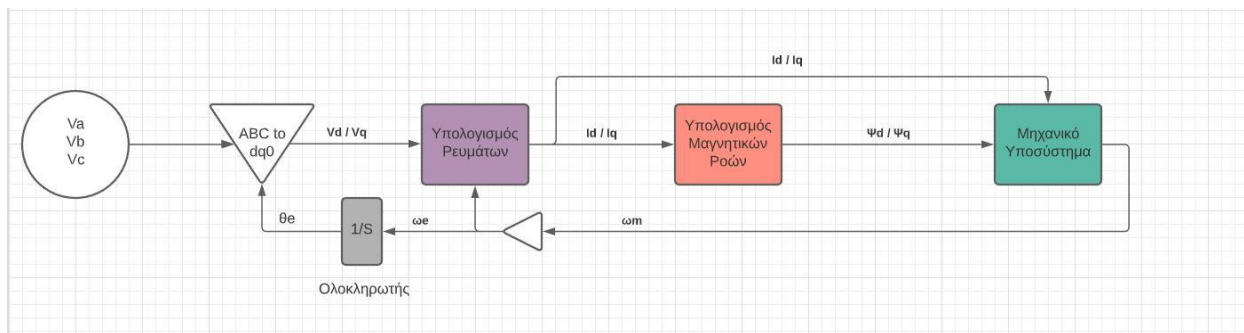 Va
Vb
Vc
ABC to
dq0
Vd / Vq
Υπολογισμός
Ρευμάτων
Id / Iq
Id / Iq
Υπολογισμός
Μαγνητικών
Ροών
Ψd / Ψq
Μηχανικό
Υποσύστημα
θe
1/S
ωe
ωm
Ολοκληρωτής